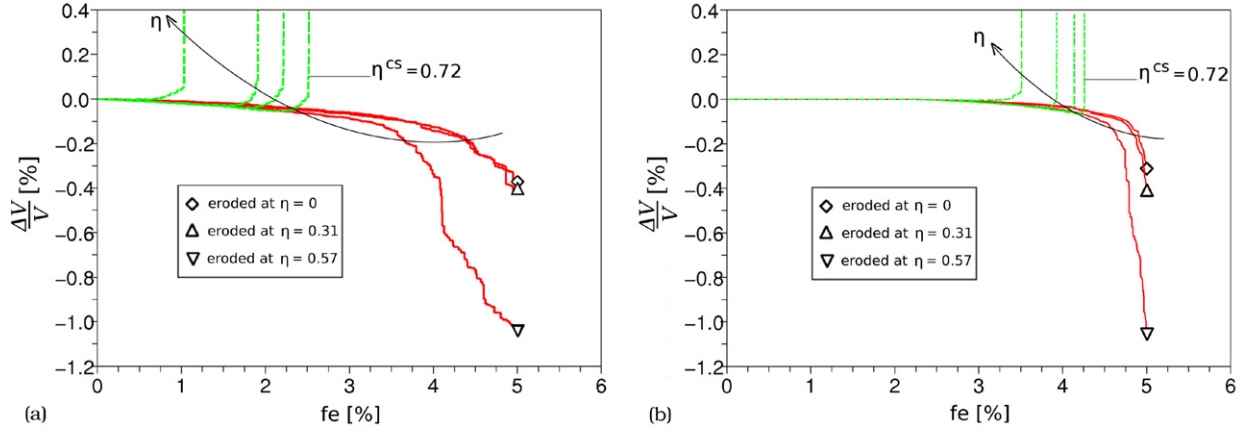 0.4
0.2
0.0
−0.2
−0.4
−0.6
−0.8
−1.0
−1.2
ΔV/V [%]
η
η^cs=0.72
eroded at η = 0
eroded at η = 0.31
eroded at η = 0.57
0 1 2 3 4 5 6
(a)
fe [%]
0.4
0.2
0.0
−0.2
−0.4
−0.6
−0.8
−1.0
−1.2
ΔV/V [%]
η
η^cs=0.72
eroded at η = 0
eroded at η = 0.31
eroded at η = 0.57
0 1 2 3 4 5 6
(b)
fe [%]